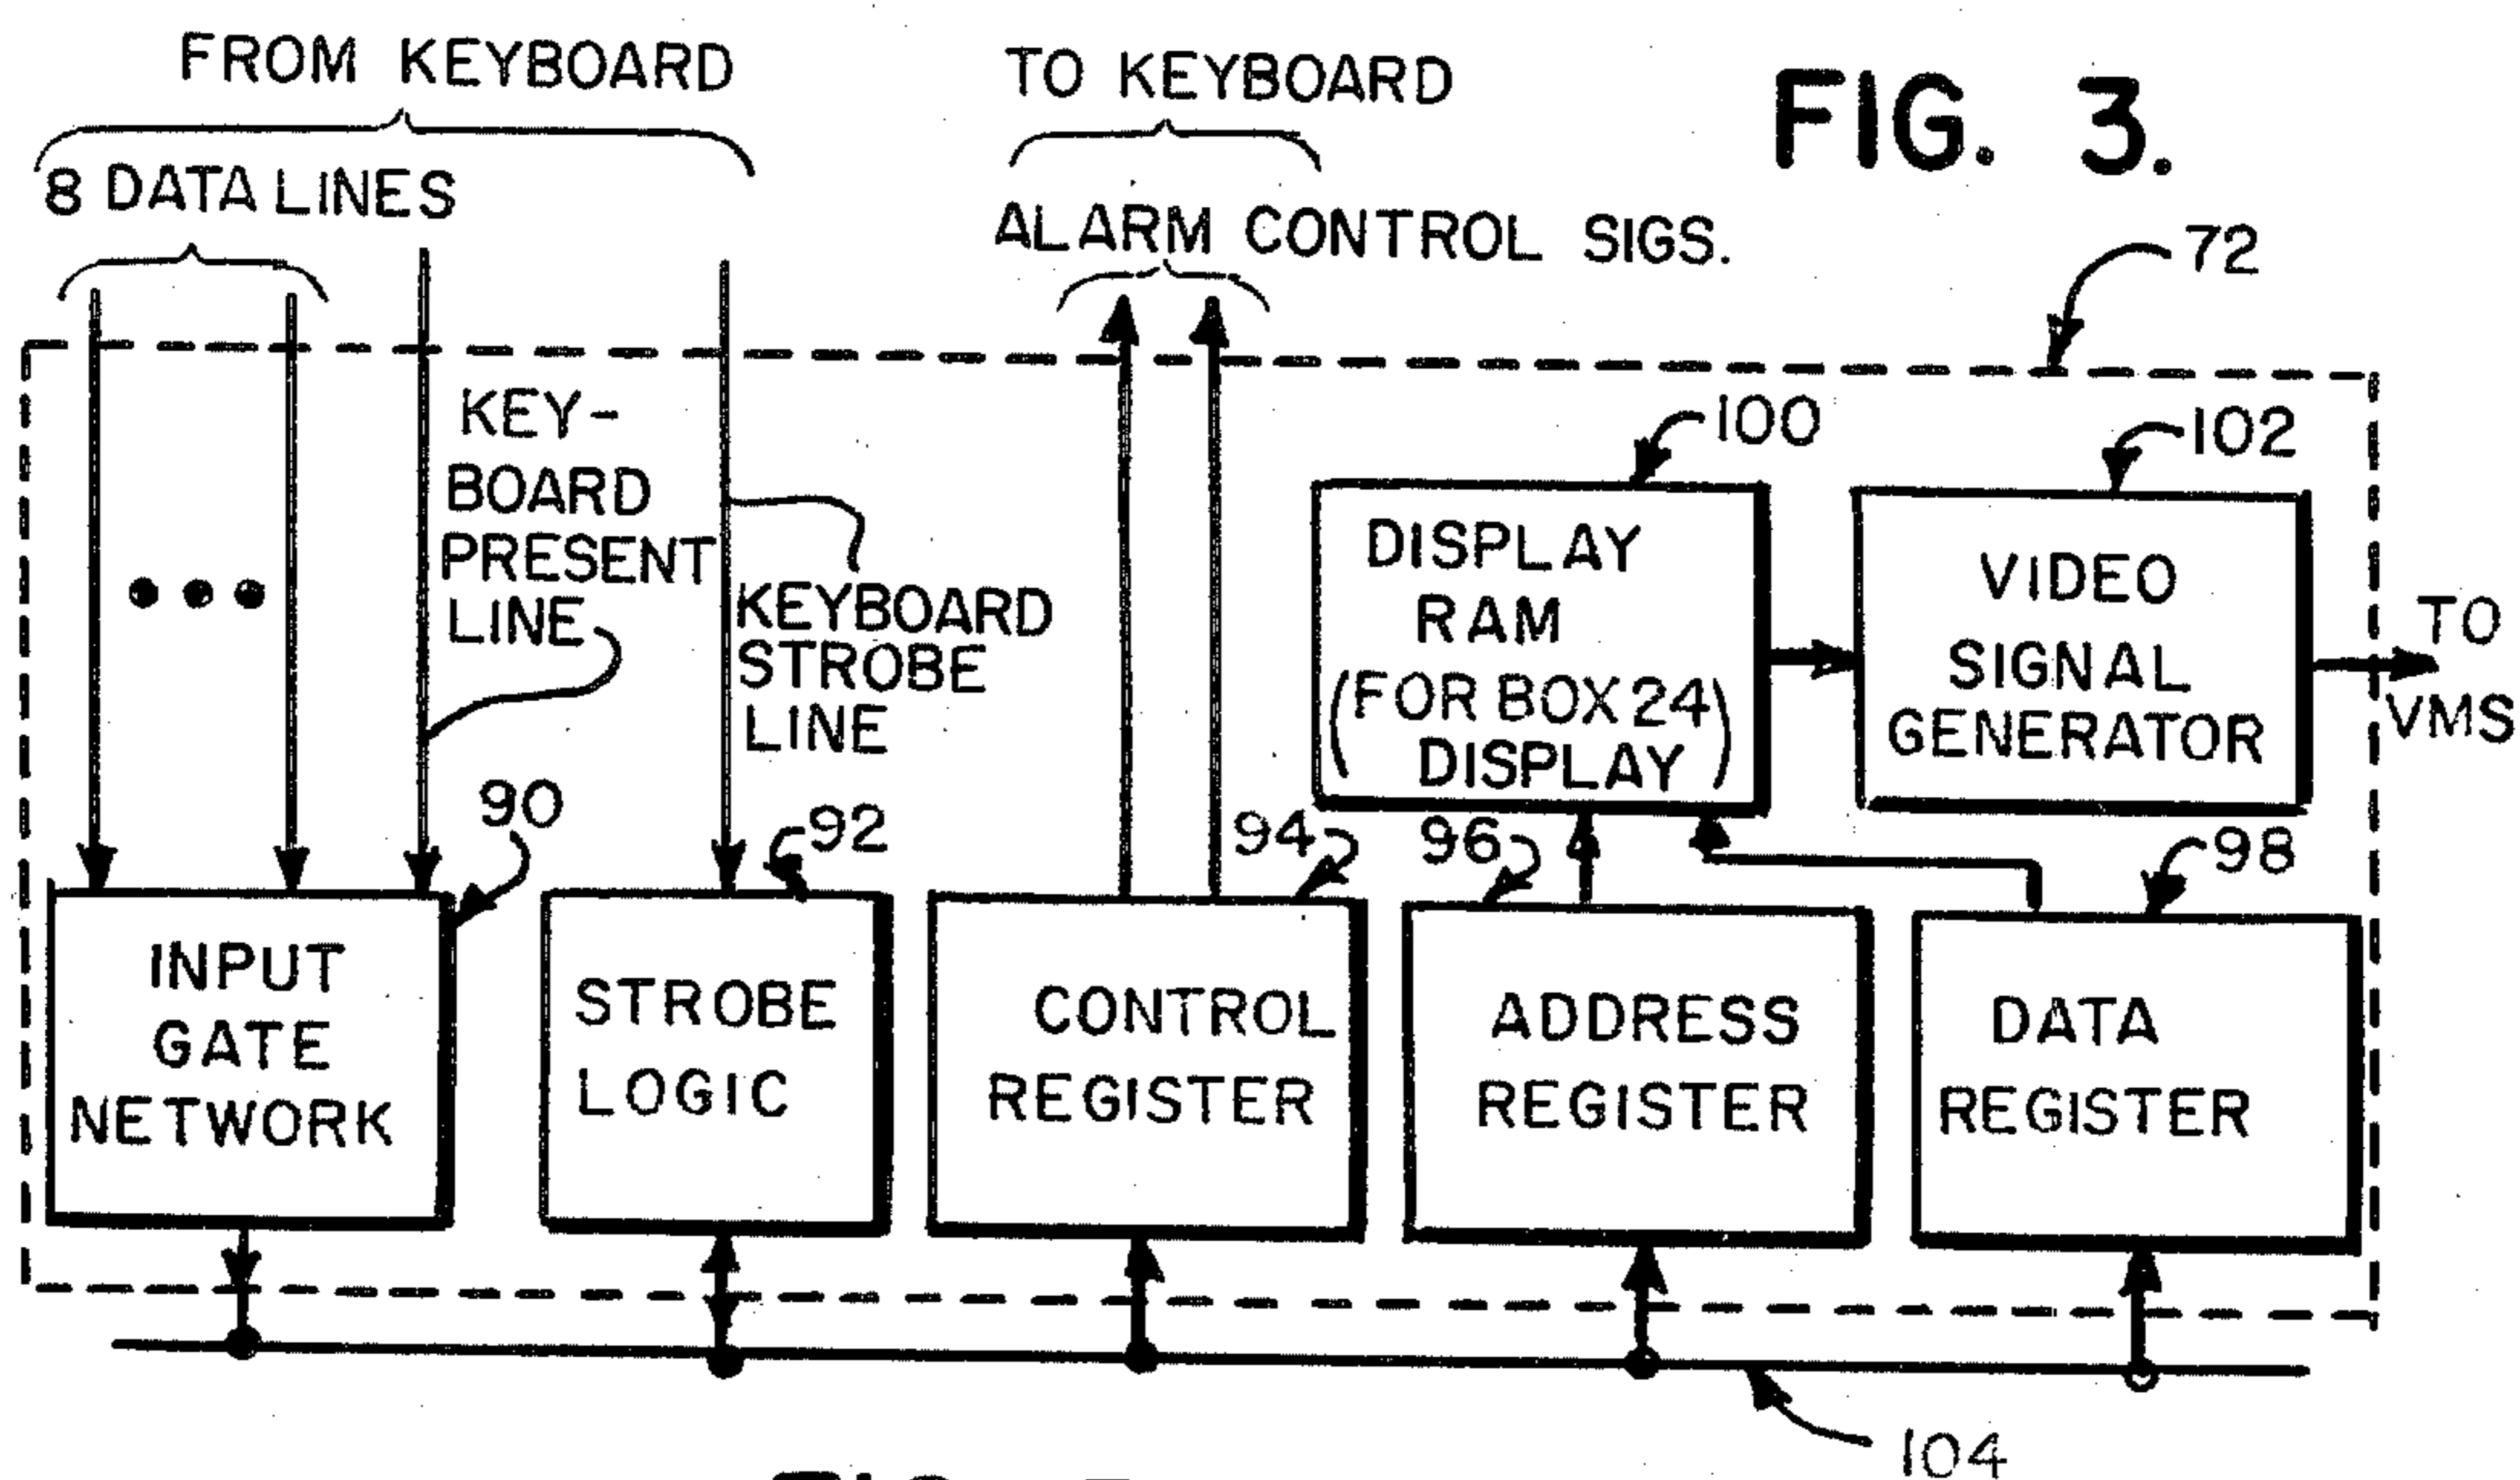 FROM KEYBOARD
TO KEYBOARD
FIG. 3.
8 DATA LINES
ALARM CONTROL SIGS.
72
KEY-
BOARD
PRESENT
LINE
KEYBOARD
STROBE
LINE
100
102
DISPLAY
RAM
(FOR BOX 24
DISPLAY)
VIDEO
SIGNAL
GENERATOR
TO
VMS
90
92
94
96
98
INPUT
GATE
NETWORK
STROBE
LOGIC
CONTROL
REGISTER
ADDRESS
REGISTER
DATA
REGISTER
104